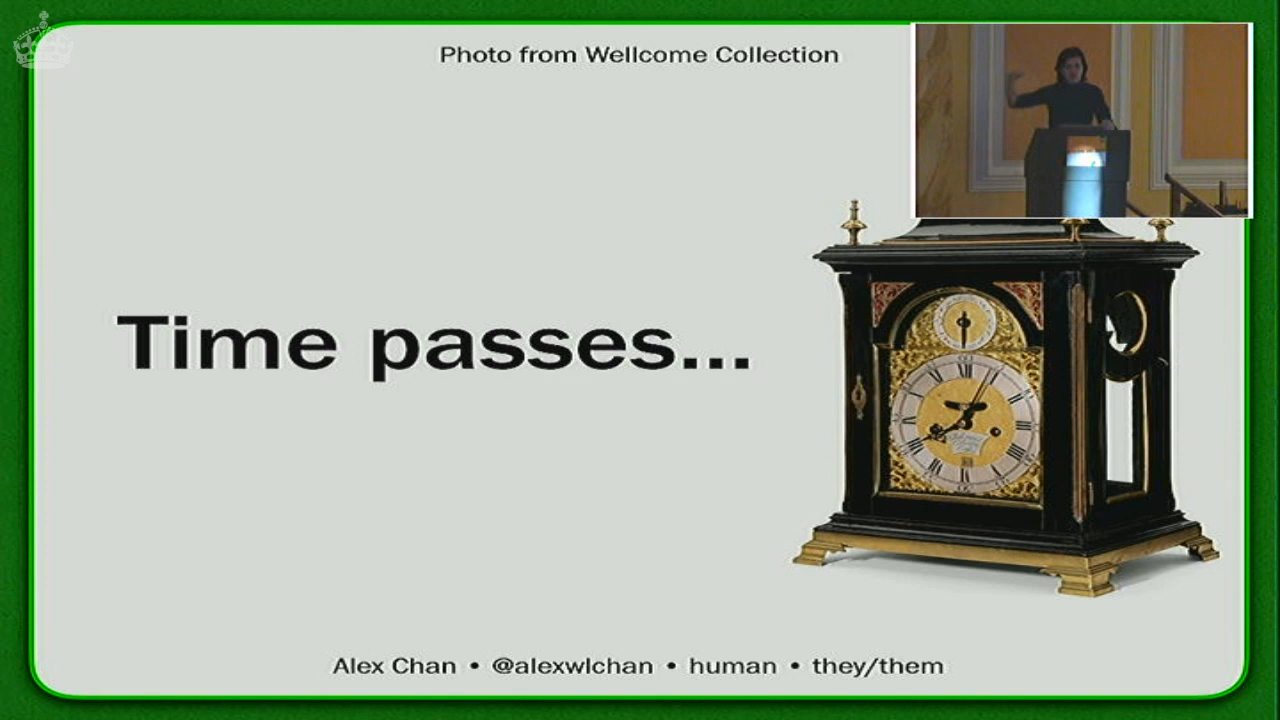 Photo from Wellcome Collection
Time passes...
Alex Chan • @alexwlchan • human • they/them